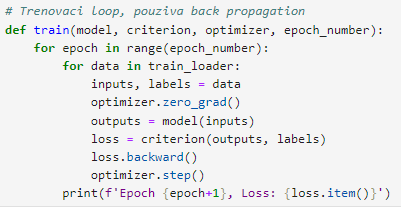 # Trenovaci loop, pouziva back propagation
def train(model, criterion, optimizer, epoch_number):
    for epoch in range(epoch_number):
        for data in train_loader:
            inputs, labels = data
            optimizer.zero_grad()
            outputs = model(inputs)
            loss = criterion(outputs, labels)
            loss.backward()
            optimizer.step()
        print(f'Epoch {epoch+1}, Loss: {loss.item()}')